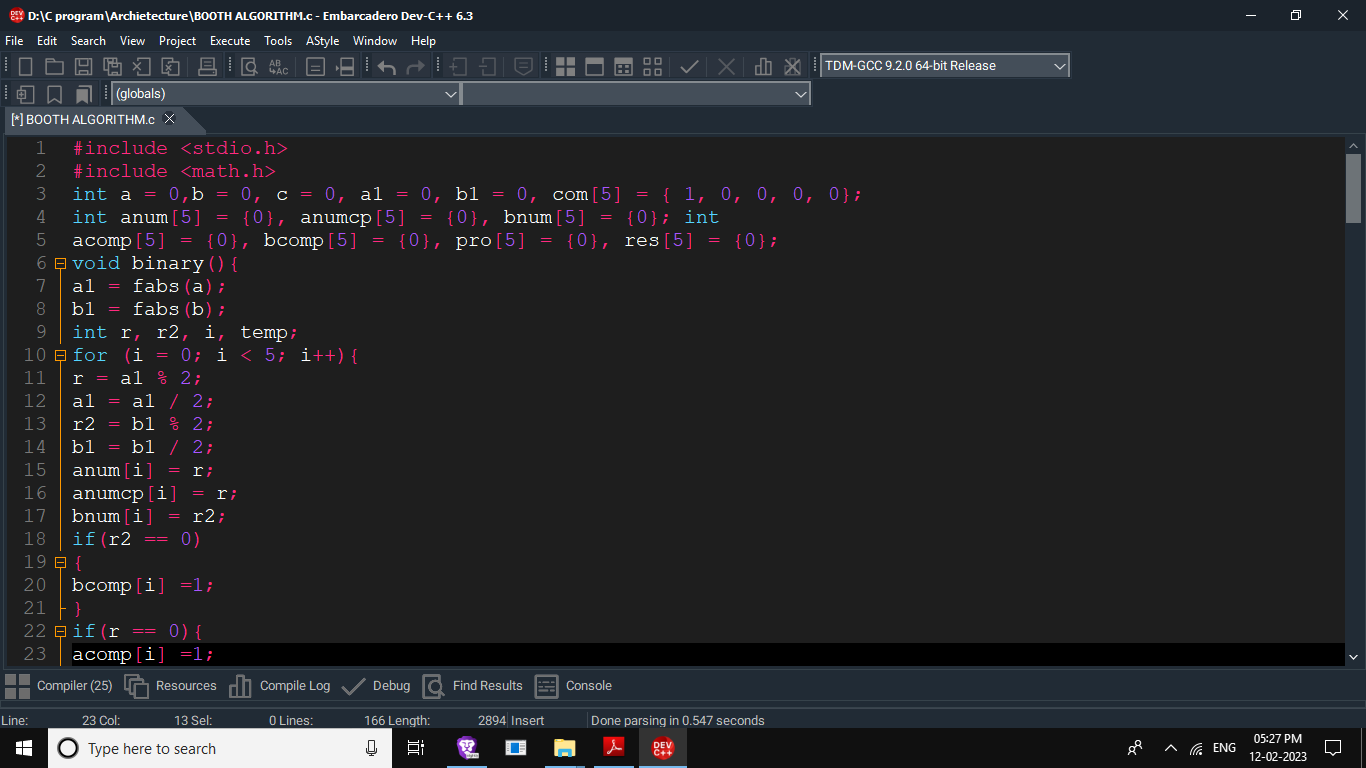 D:\C program\Archietecture\BOOTH ALGORITHM.c - Embarcadero Dev-C++ 6.3
File Edit Search View Project Execute Tools AStyle Window Help
TDM-GCC 9.2.0 64-bit Release
(globals)
[*] BOOTH ALGORITHM.c
1 #include <stdio.h>
2 #include <math.h>
3 int a = 0,b = 0, c = 0, a1 = 0, b1 = 0, com[5] = { 1, 0, 0, 0, 0};
4 int anum[5] = {0}, anumcp[5] = {0}, bnum[5] = {0}; int
5 acomp[5] = {0}, bcomp[5] = {0}, pro[5] = {0}, res[5] = {0};
6 void binary(){
7 a1 = fabs(a);
8 b1 = fabs(b);
9 int r, r2, i, temp;
10 for (i = 0; i < 5; i++){
11 r = a1 % 2;
12 a1 = a1 / 2;
13 r2 = b1 % 2;
14 b1 = b1 / 2;
15 anum[i] = r;
16 anumcp[i] = r;
17 bnum[i] = r2;
18 if(r2 == 0)
19 {
20 bcomp[i] =1;
21 }
22 if(r == 0){
23 acomp[i] =1;
Compiler (25) Resources Compile Log Debug Find Results Console
Line: 23 Col: 13 Sel: 0 Lines: 166 Length: 2894 Insert Done parsing in 0.547 seconds
Type here to search DEV C++ ENG 05:27 PM
12-02-2023